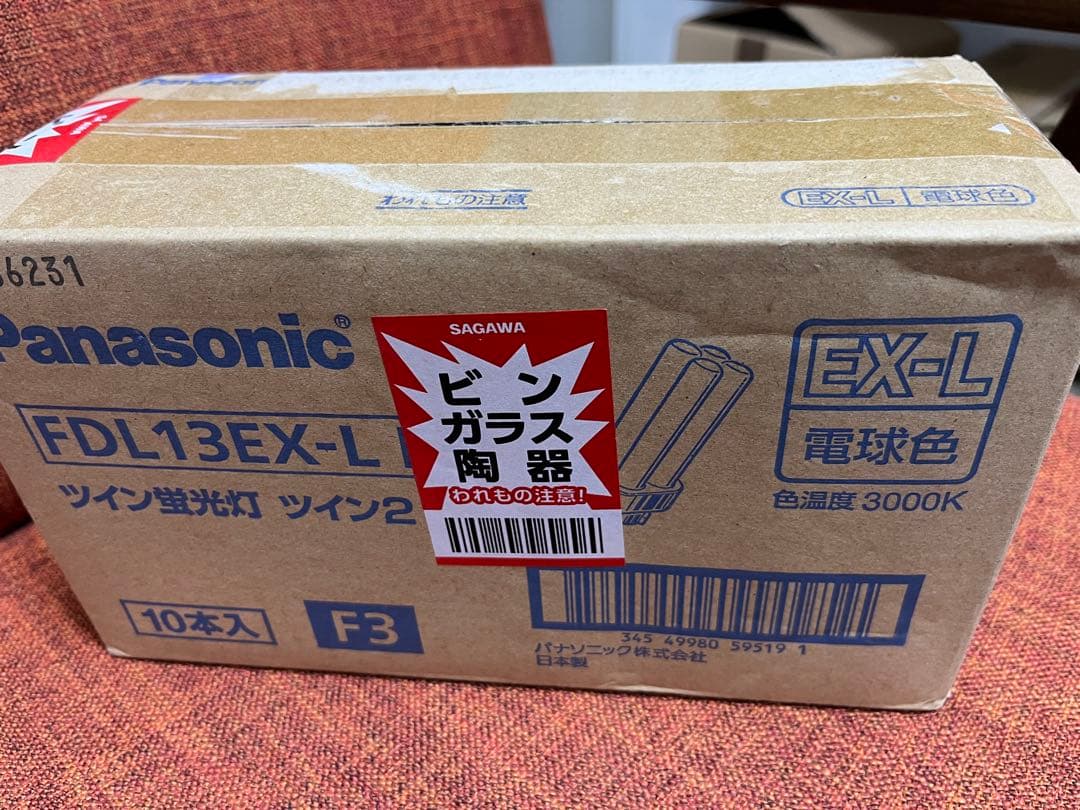 Panasonic
われもの注意
EX-L 電球色
36231
Panasonic®
FDL13EX-L
ツイン蛍光灯 ツイン2
10本入
F3
SAGAWA
ビン
ガラス
陶器
われもの注意!
EX-L
電球色
色温度 3000K
345 49980 59519 1
パナソニック株式会社
日本製